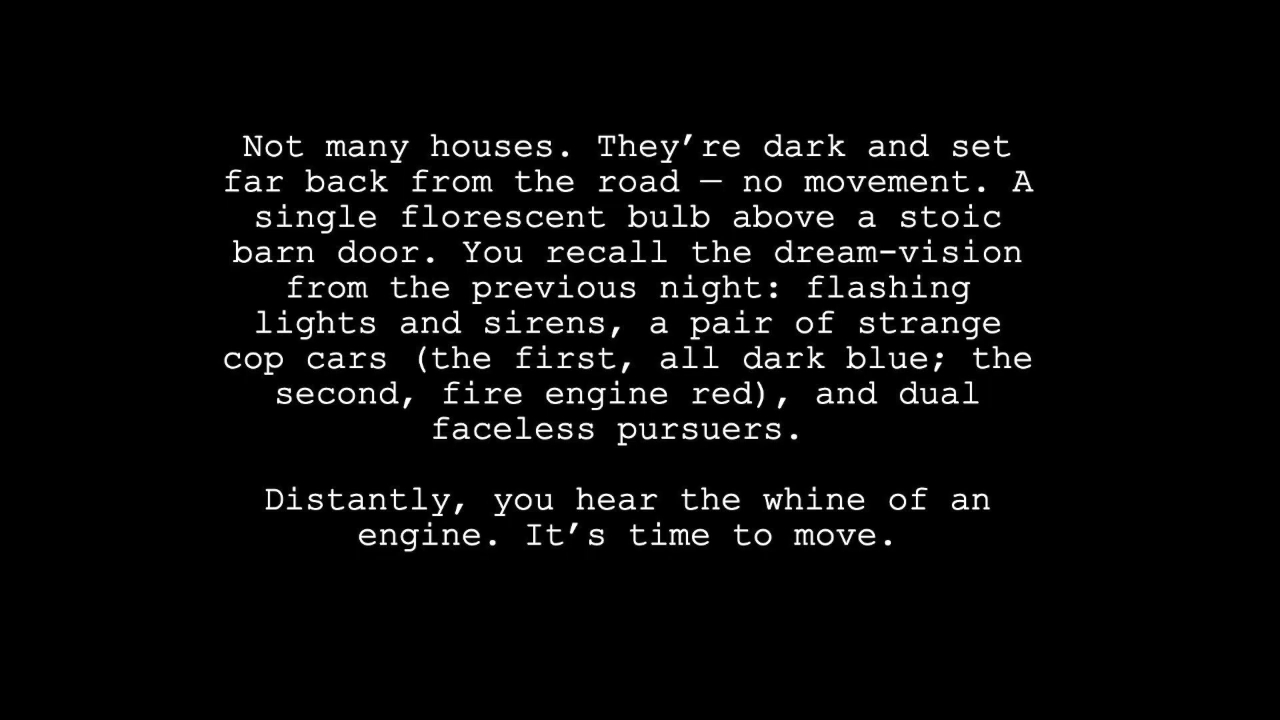 Not many houses. They’re dark and set
far back from the road — no movement. A
single florescent bulb above a stoic
barn door. You recall the dream-vision
from the previous night: flashing
lights and sirens, a pair of strange
cop cars (the first, all dark blue; the
second, fire engine red), and dual
faceless pursuers.
Distantly, you hear the whine of an
engine. It’s time to move.